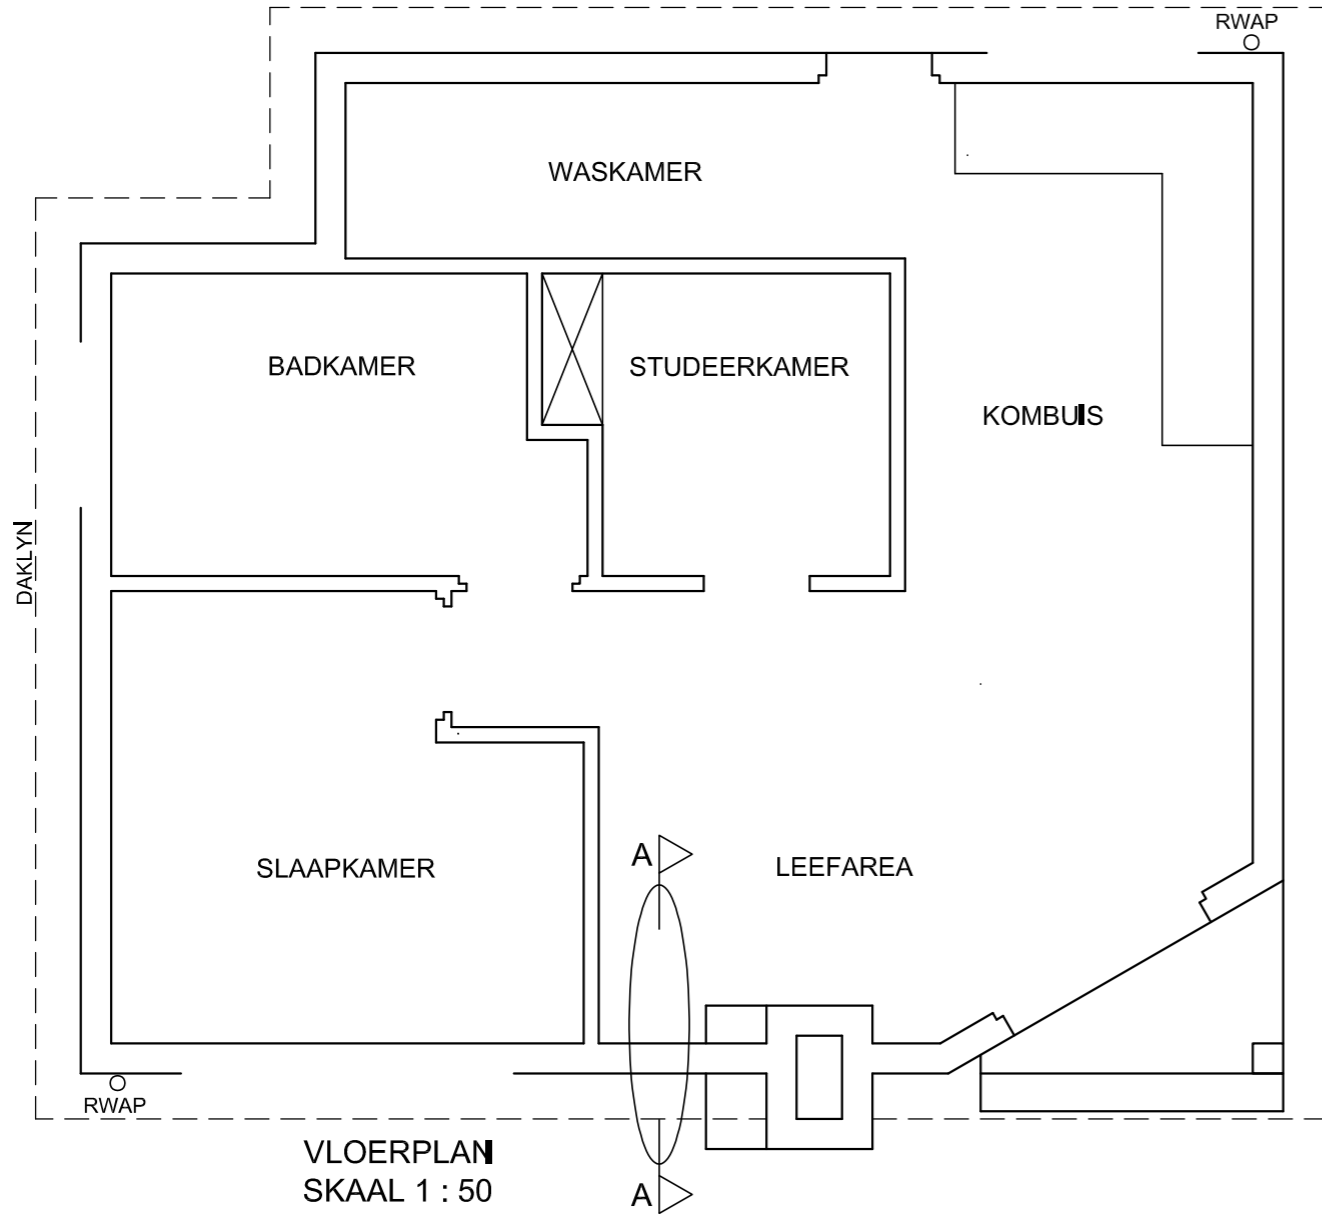 RWAP
WASKAMER
BADKAMER
STUDEERKAMER
KOMBUIS
DAKLYN
A
SLAAPKAMER
LEEFAREA
RWAP
VLOERPLAN
SKAAL 1 : 50
A